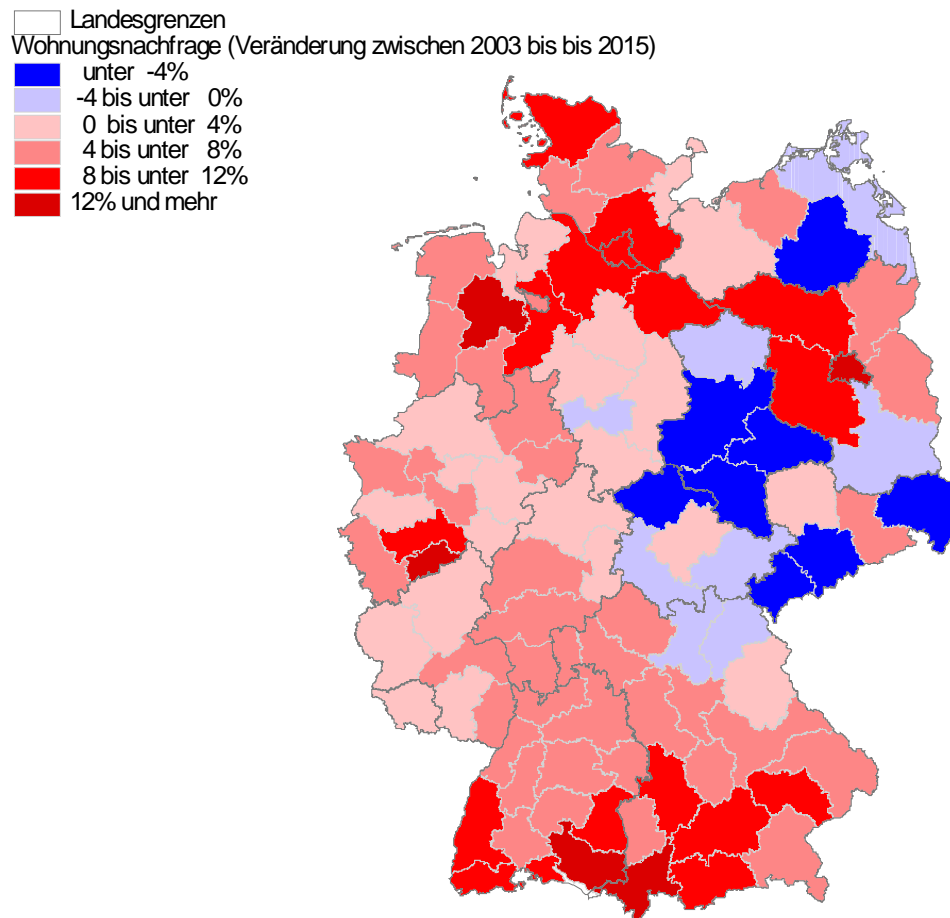 Landesgrenzen
Wohnungsnachfrage (Veränderung zwischen 2003 bis bis 2015)
unter -4%
-4 bis unter 0%
0 bis unter 4%
4 bis unter 8%
8 bis unter 12%
12% und mehr